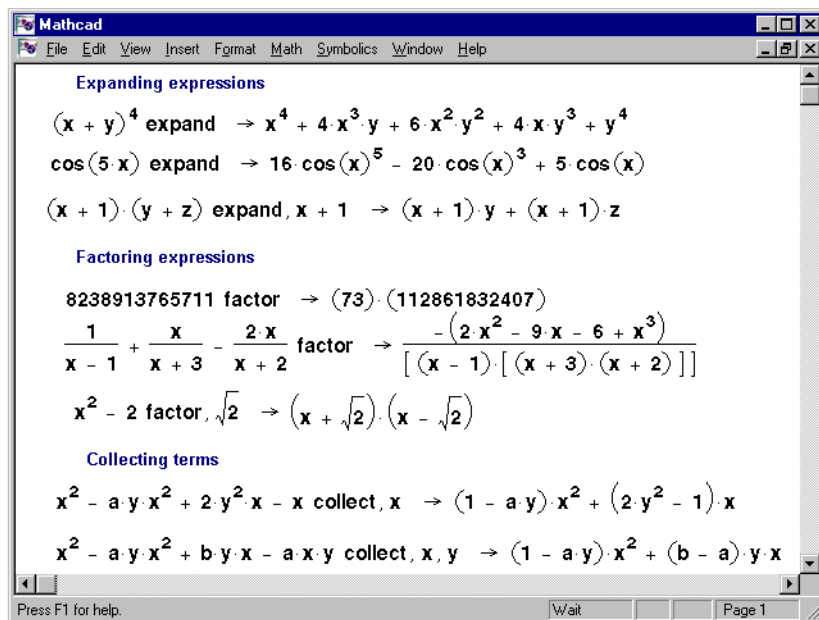 Mathcad
File Edit View Insert Format Math Symbolics Window Help
Expanding expressions
(x + y)^4 expand → x^4 + 4·x^3·y + 6·x^2·y^2 + 4·x·y^3 + y^4
cos(5·x) expand → 16·cos(x)^5 − 20·cos(x)^3 + 5·cos(x)
(x + 1)·(y + z) expand, x + 1 → (x + 1)·y + (x + 1)·z
Factoring expressions
8238913765711 factor → (73)·(112861832407)
1/(x − 1) + x/(x + 3) − 2·x/(x + 2) factor → −(2·x^2 − 9·x − 6 + x^3)/[(x − 1)·[(x + 3)·(x + 2)]]
x^2 − 2 factor, √2 → (x + √2)·(x − √2)
Collecting terms
x^2 − a·y·x^2 + 2·y^2·x − x collect, x → (1 − a·y)·x^2 + (2·y^2 − 1)·x
x^2 − a·y·x^2 + b·y·x − a·x·y collect, x, y → (1 − a·y)·x^2 + (b − a)·y·x
Press F1 for help. Wait Page 1